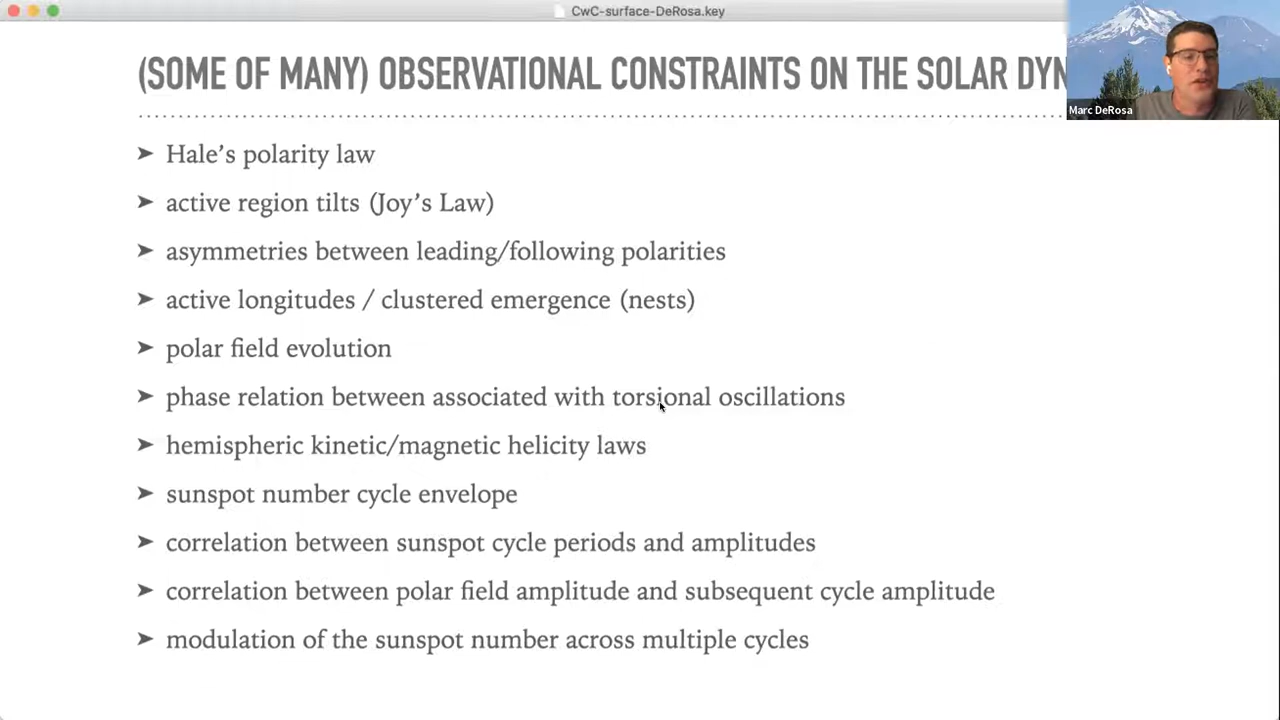 CwC-surface-DeRosa.key
(SOME OF MANY) OBSERVATIONAL CONSTRAINTS ON THE SOLAR DYN
Marc DeRosa
➤ Hale’s polarity law
➤ active region tilts (Joy’s Law)
➤ asymmetries between leading/following polarities
➤ active longitudes / clustered emergence (nests)
➤ polar field evolution
➤ phase relation between associated with torsional oscillations
➤ hemispheric kinetic/magnetic helicity laws
➤ sunspot number cycle envelope
➤ correlation between sunspot cycle periods and amplitudes
➤ correlation between polar field amplitude and subsequent cycle amplitude
➤ modulation of the sunspot number across multiple cycles